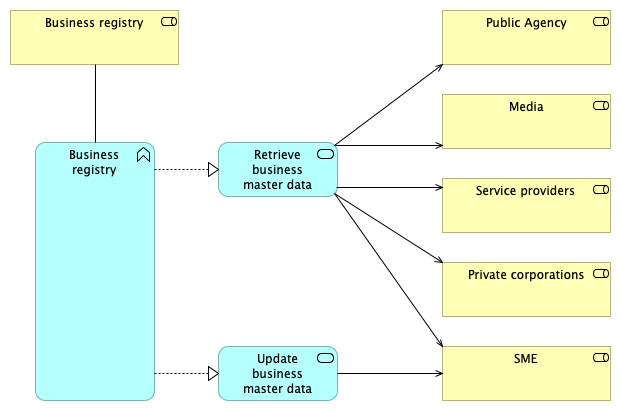 Business registry
Public Agency
Media
Business
registry
Retrieve
business
master data
Service providers
Private corporations
Update
business
master data
SME